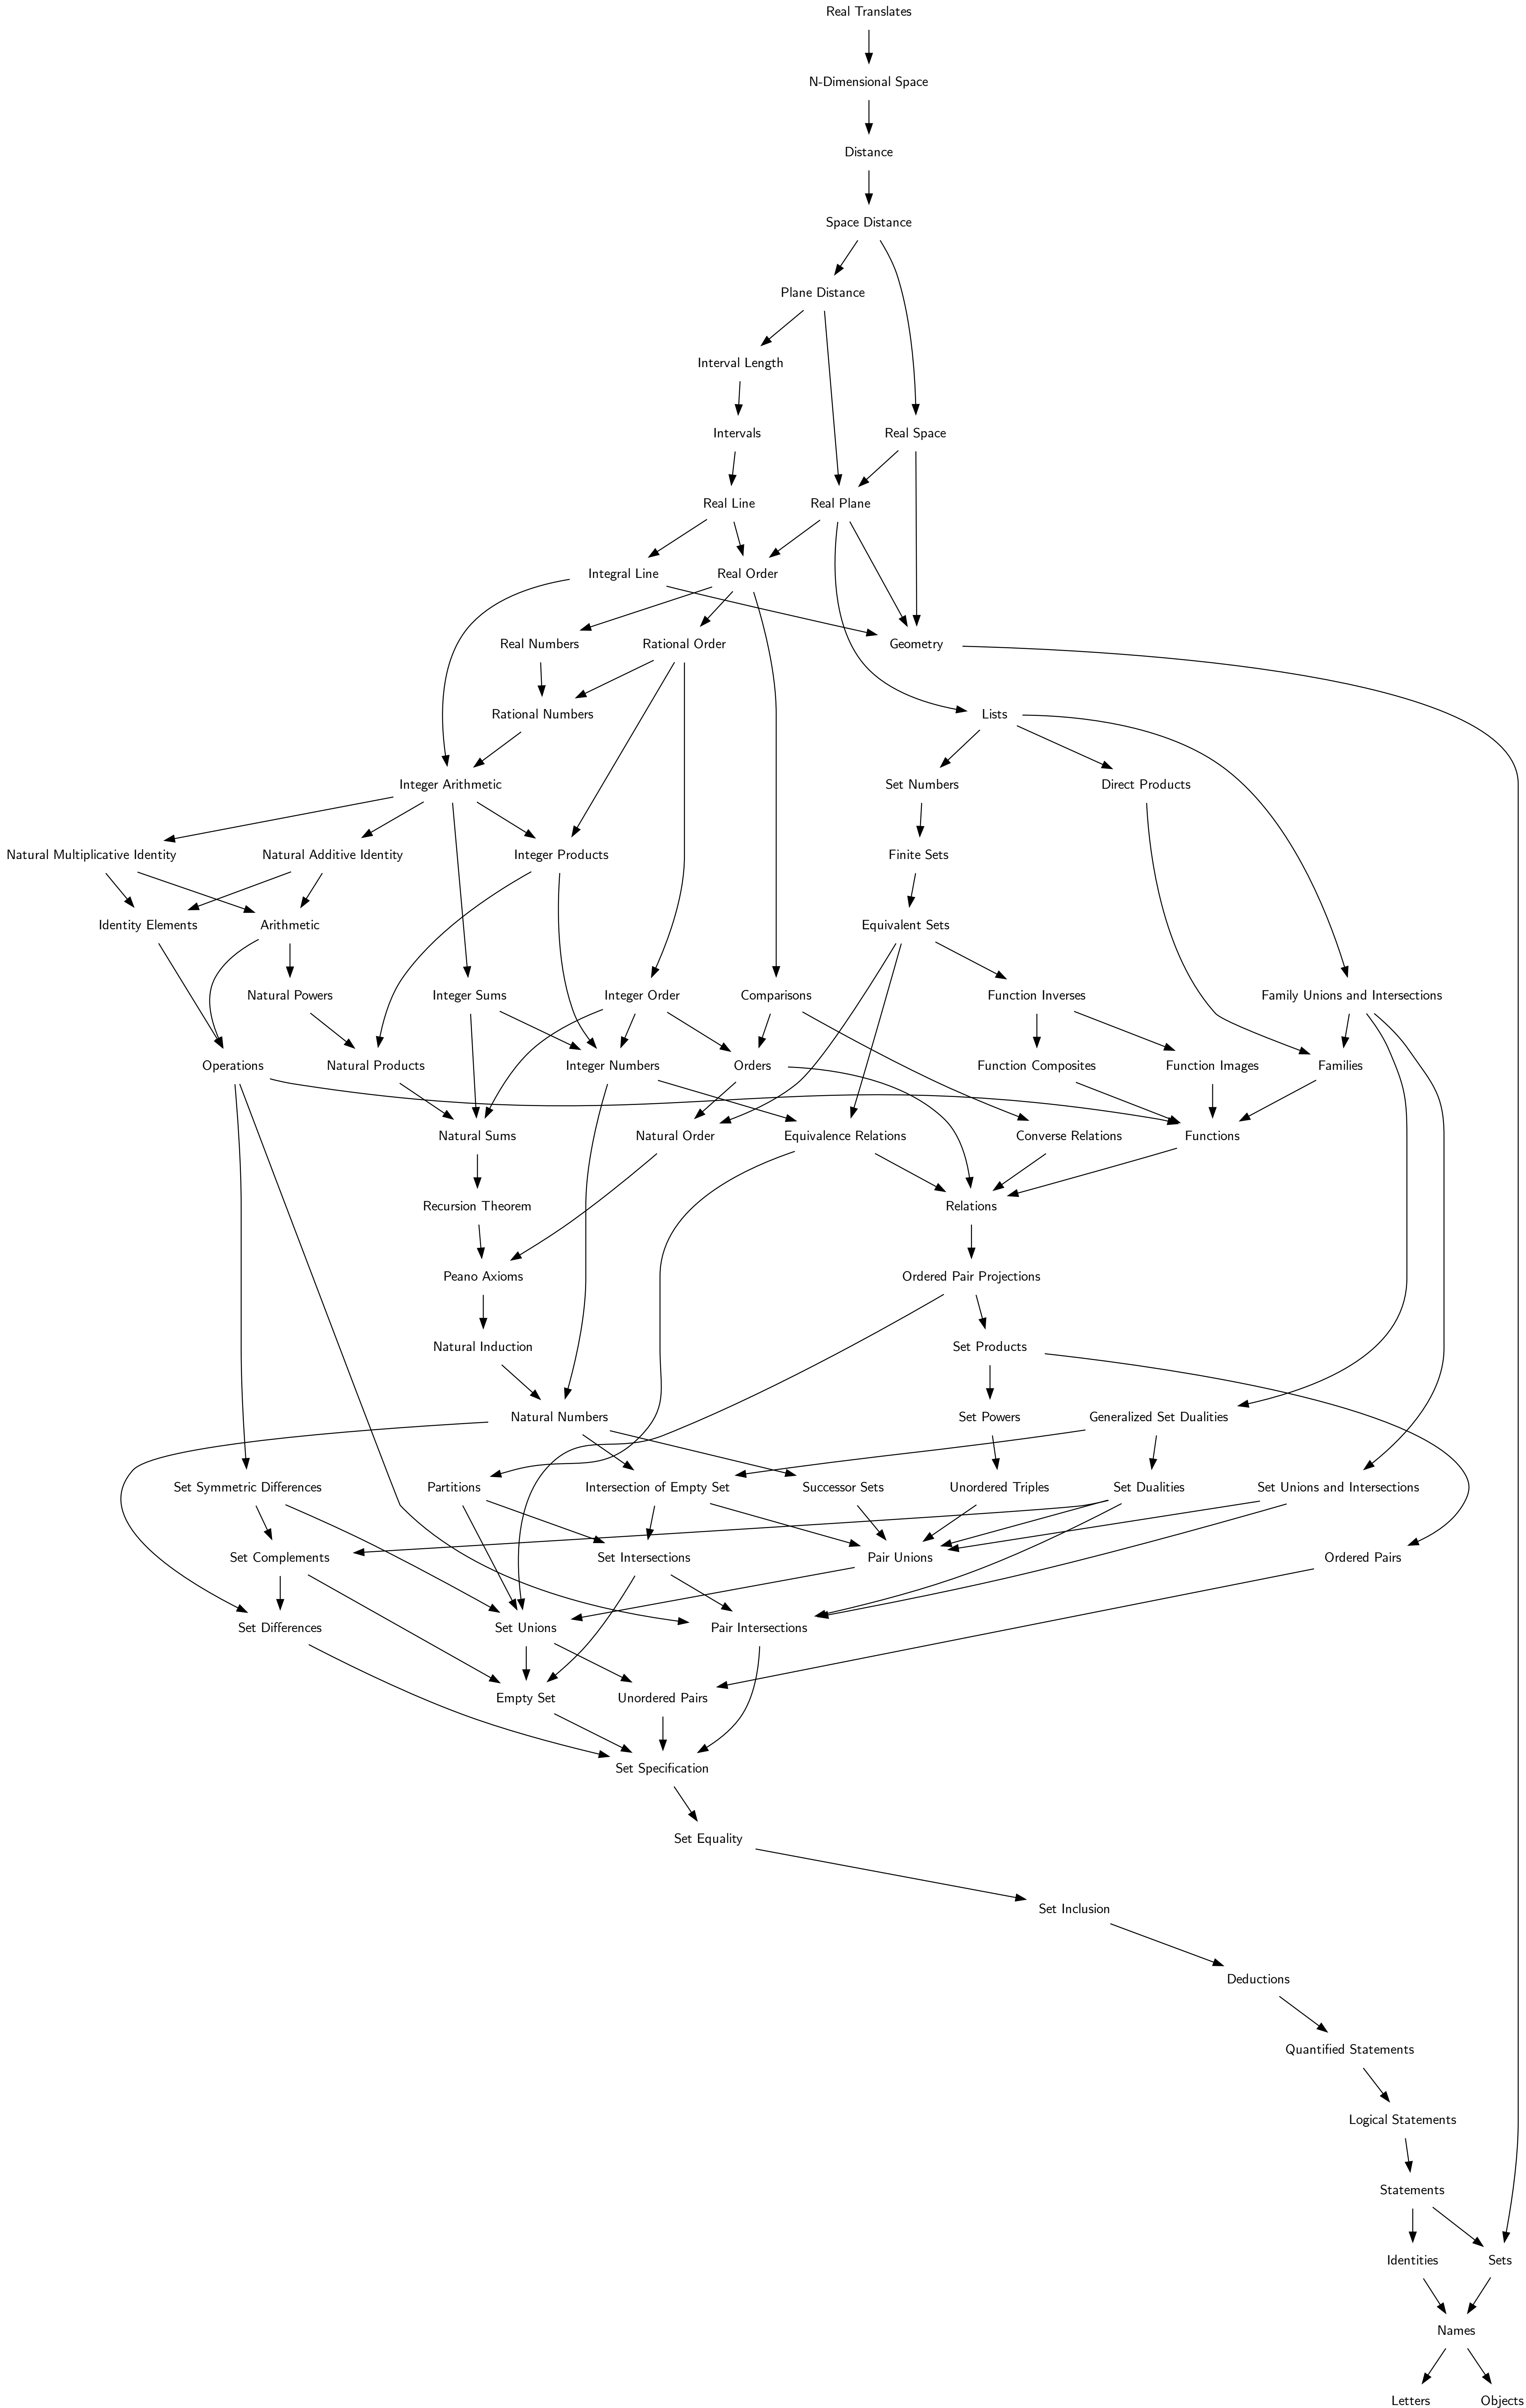 Real Translates
N-Dimensional Space
Distance
Space Distance
Plane Distance
Interval Length
Intervals
Real Space
Real Line
Real Plane
Integral Line
Real Order
Real Numbers
Rational Order
Geometry
Rational Numbers
Lists
Integer Arithmetic
Set Numbers
Direct Products
Natural Multiplicative Identity
Natural Additive Identity
Integer Products
Finite Sets
Identity Elements
Arithmetic
Equivalent Sets
Natural Powers
Integer Sums
Integer Order
Comparisons
Function Inverses
Family Unions and Intersections
Operations
Natural Products
Integer Numbers
Orders
Function Composites
Function Images
Families
Natural Sums
Natural Order
Equivalence Relations
Converse Relations
Functions
Recursion Theorem
Relations
Peano Axioms
Ordered Pair Projections
Natural Induction
Set Products
Natural Numbers
Set Powers
Generalized Set Dualities
Set Symmetric Differences
Partitions
Intersection of Empty Set
Successor Sets
Unordered Triples
Set Dualities
Set Unions and Intersections
Set Complements
Set Intersections
Pair Unions
Ordered Pairs
Set Differences
Set Unions
Pair Intersections
Empty Set
Unordered Pairs
Set Specification
Set Equality
Set Inclusion
Deductions
Quantified Statements
Logical Statements
Statements
Identities
Sets
Names
Letters
Objects